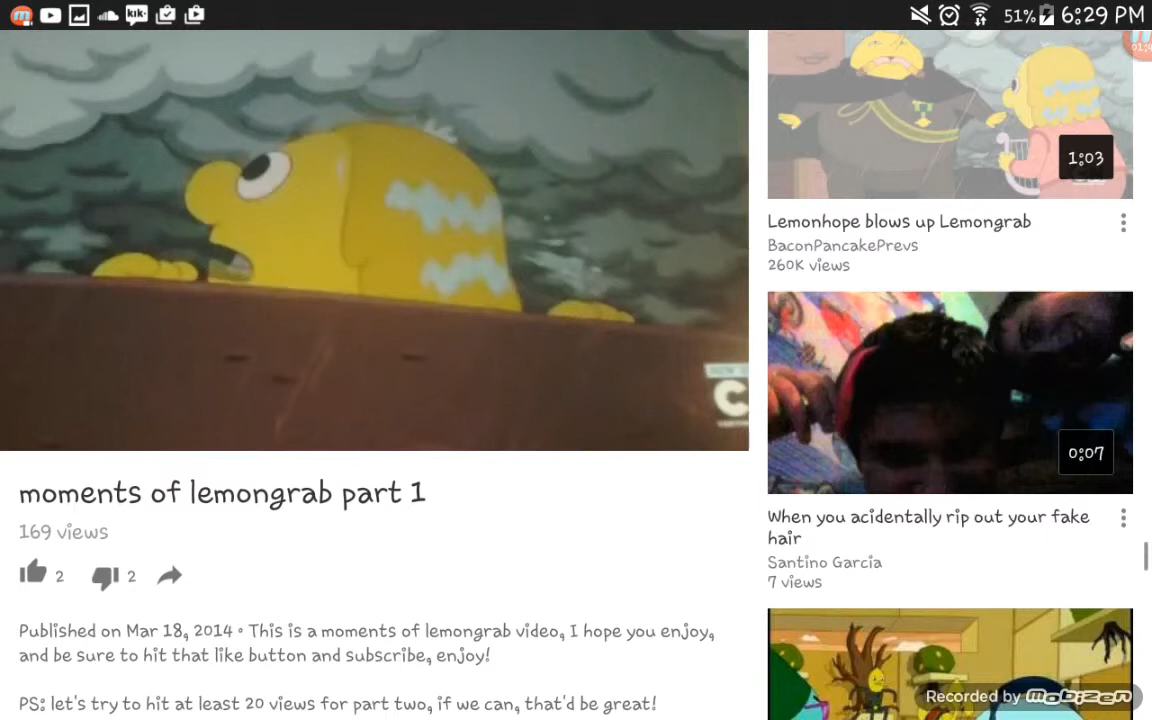 kik•
51%
6:29 PM
1:03
Lemonhope blows up Lemongrab
BaconPancakePrevs
260K views
C
0:07
When you acidentally rip out your fake
hair
Santino Garcia
7 views
moments of lemongrab part 1
169 views
2
2
Published on Mar 18, 2014 • This is a moments of lemongrab video, I hope you enjoy,
and be sure to hit that like button and subscribe, enjoy!
PS: let's try to hit at least 20 views for part two, if we can, that'd be great!
Recorded by mobizen